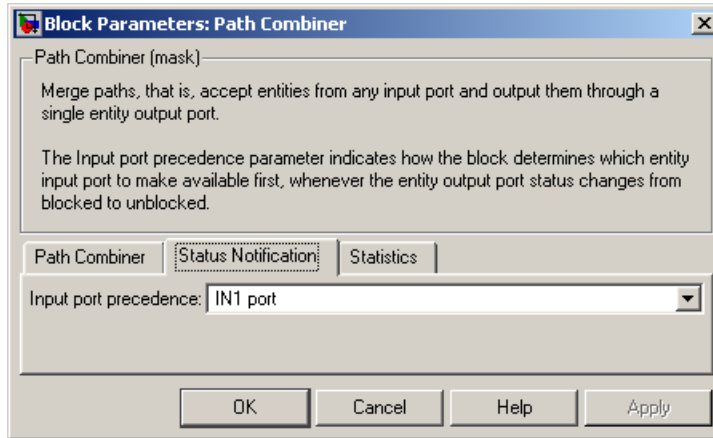 Block Parameters: Path Combiner
Path Combiner (mask)
Merge paths, that is, accept entities from any input port and output them through a
single entity output port.
The Input port precedence parameter indicates how the block determines which entity
input port to make available first, whenever the entity output port status changes from
blocked to unblocked.
Path Combiner Status Notification Statistics
Input port precedence: IN1 port
OK Cancel Help Apply